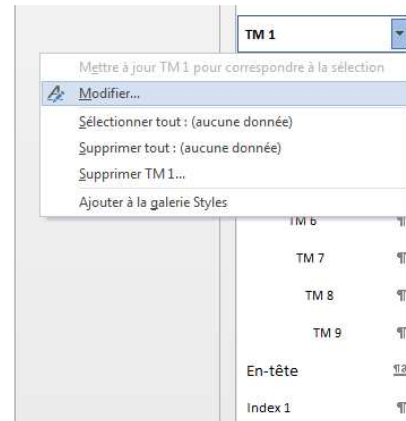 TM 1
Mettre à jour TM 1 pour correspondre à la sélection
Modifier...
Sélectionner tout : (aucune donnée)
Supprimer tout : (aucune donnée)
Supprimer TM 1...
Ajouter à la galerie Styles
TM 6
TM 7
TM 8
TM 9
En-tête
Index 1